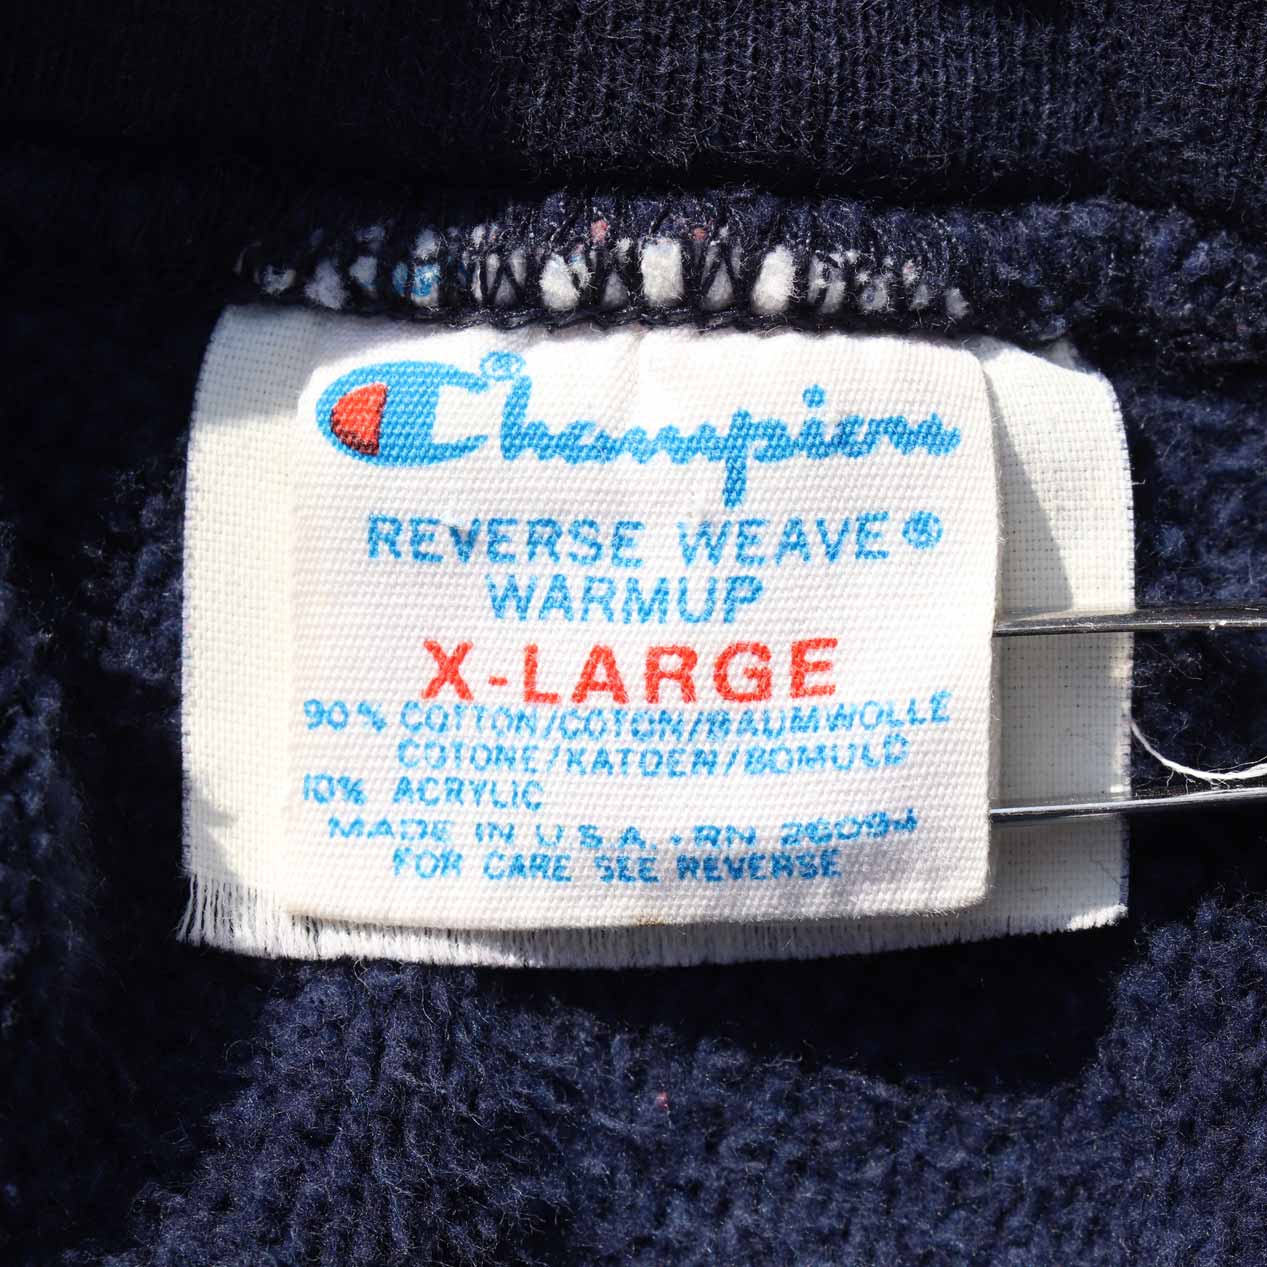 Champion®
REVERSE WEAVE®
WARMUP
X-LARGE
90% COTTON/COTON/BAUMWOLLE
COTONE/KATOEN/BOMULD
10% ACRYLIC
MADE IN U.S.A. • RN 26094
FOR CARE SEE REVERSE